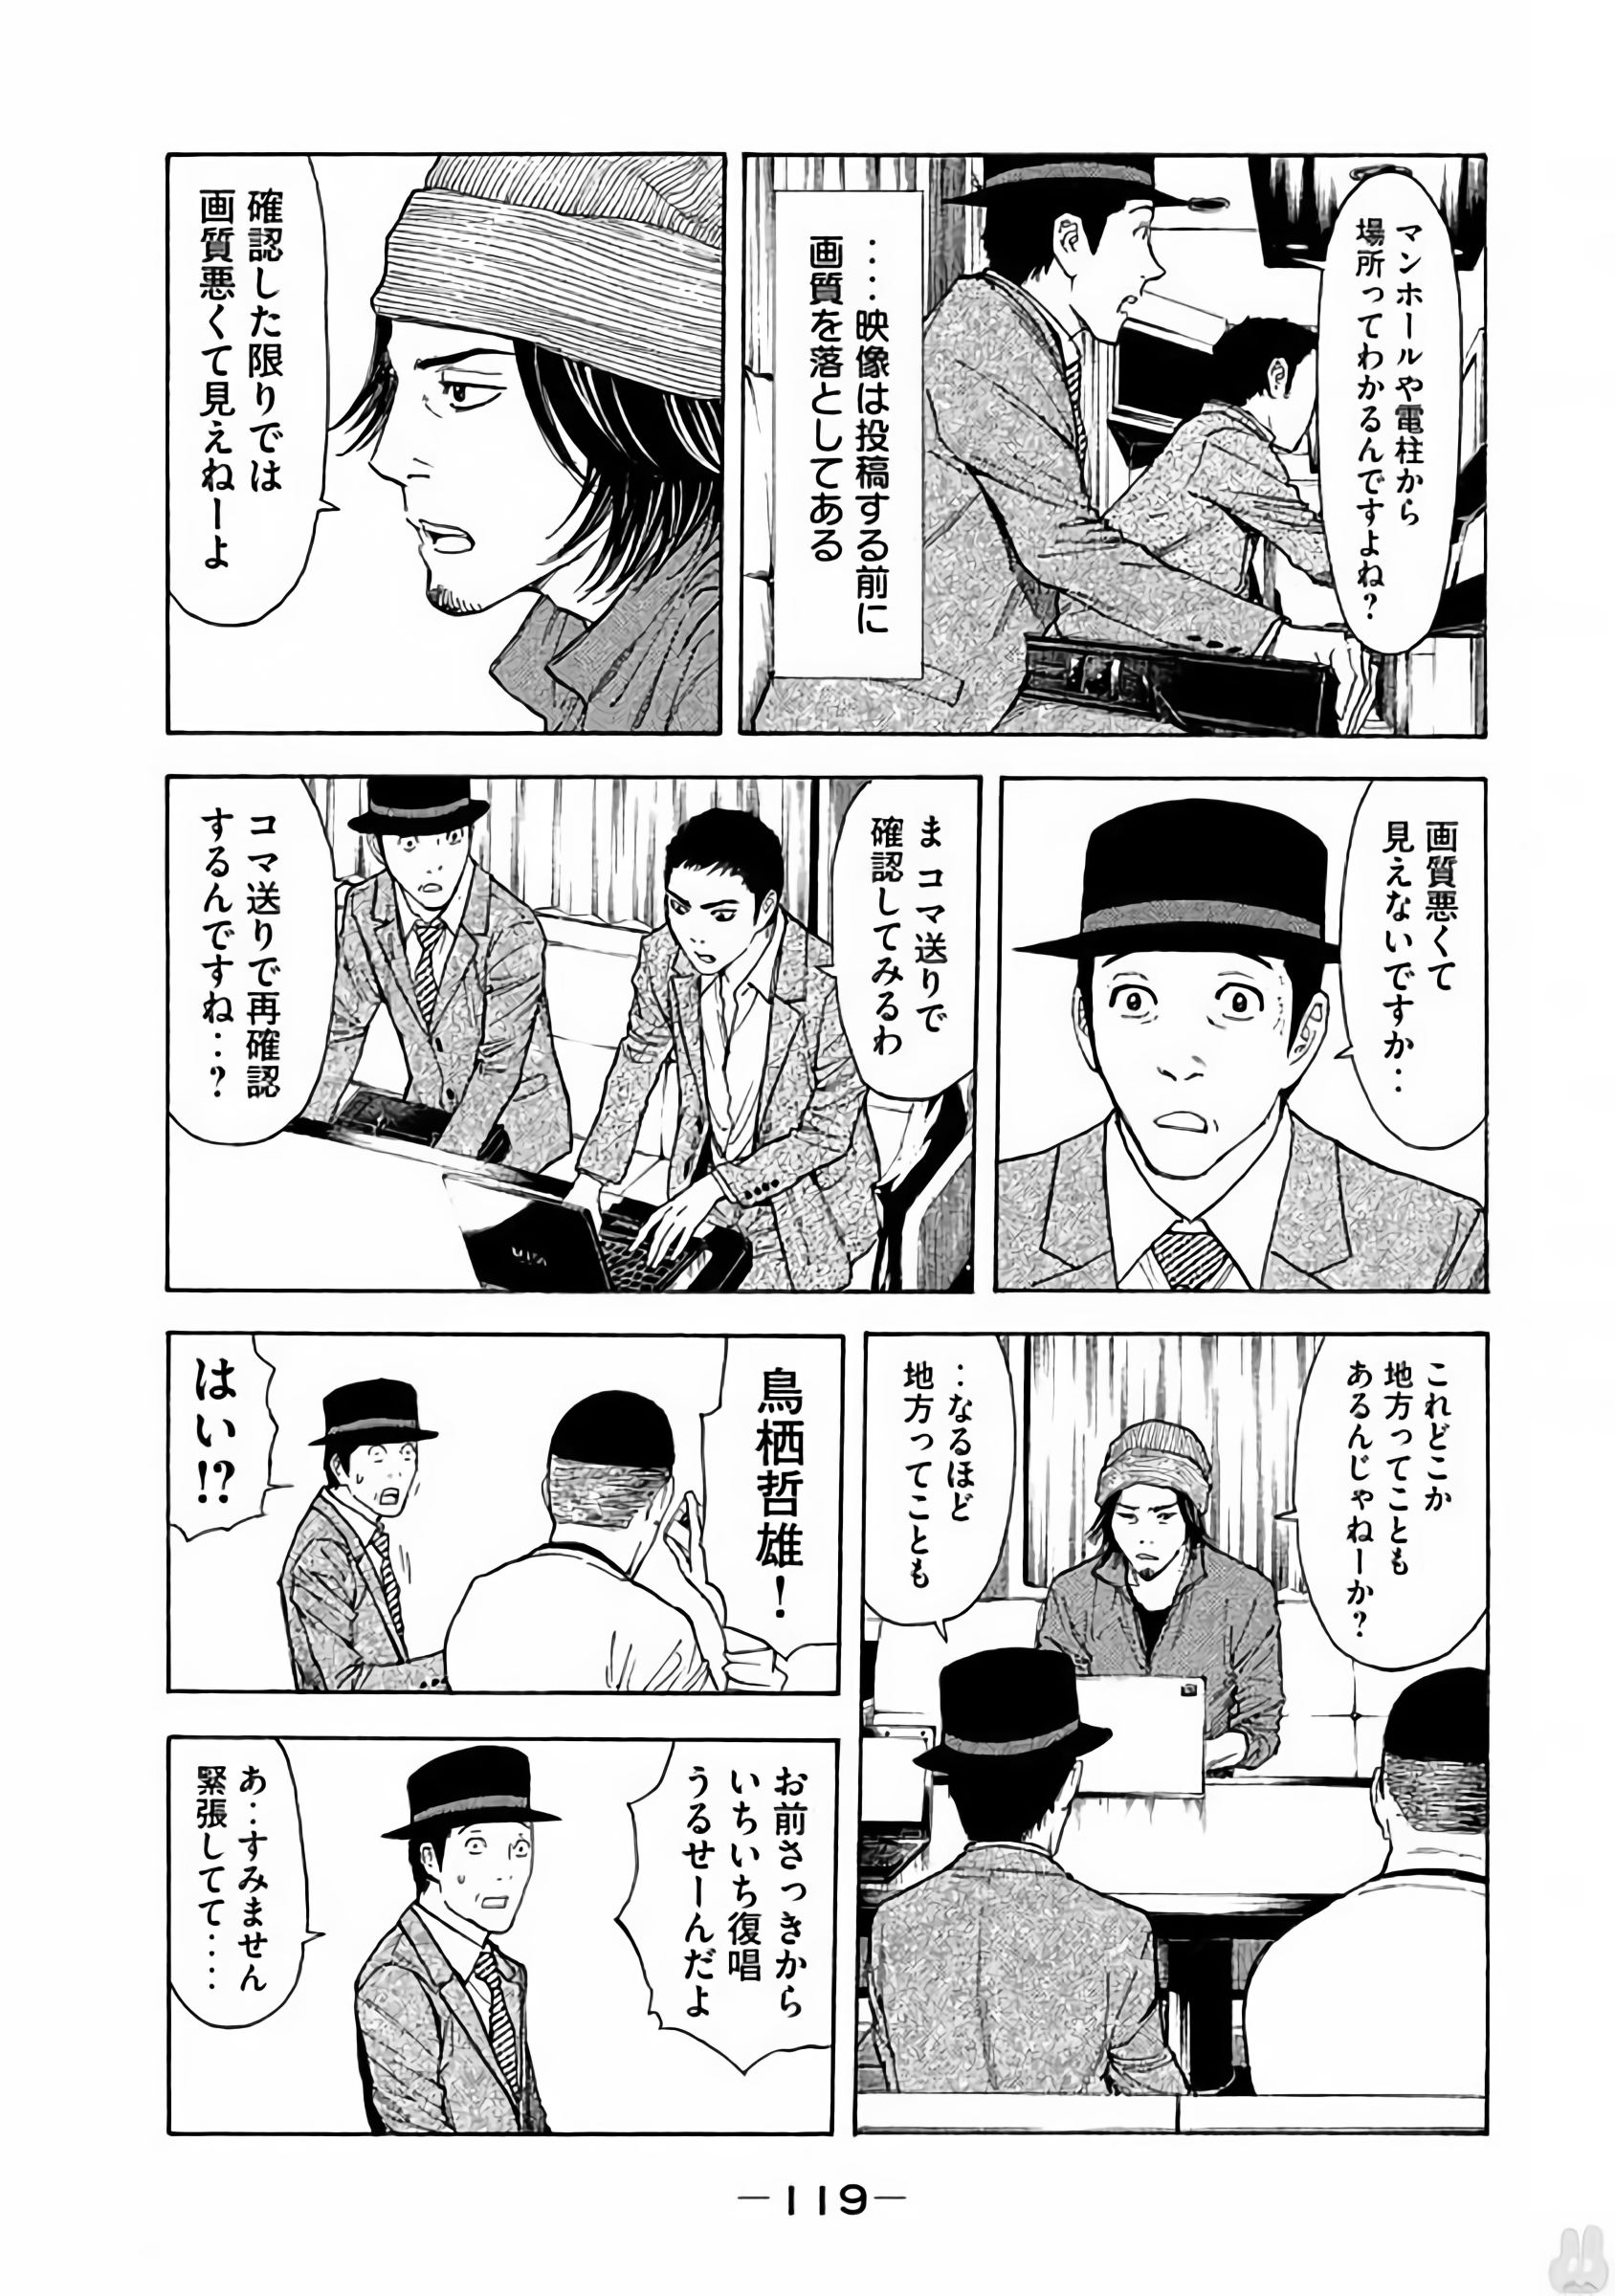 マンホールや電柱から
場所ってわかるんですよね?
‥‥映像は投稿する前に
画質を落としてある
確認した限りでは
画質悪くて見えねーよ
画質悪くて
見えないですか‥
ま コマ送りで
確認してみるわ
コマ送りで再確認
するんですね‥?
これどこか
地方ってことも
あるんじゃねーか?
‥なるほど
地方ってことも
鳥栖哲雄!
はい!?
お前さっきから
いちいち復唱
うるせーんだよ
あ‥すみません
緊張してて‥‥
—119—